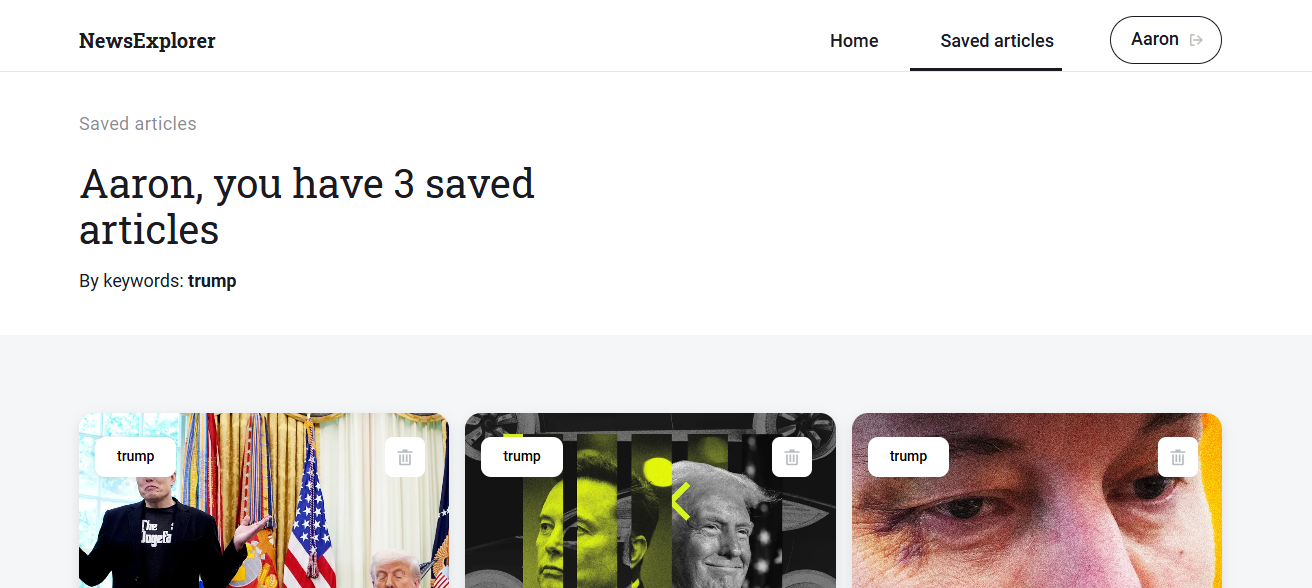 NewsExplorer
Home
Saved articles
Aaron
Saved articles
Aaron, you have 3 saved
articles
By keywords: trump
trump
trump
trump
The